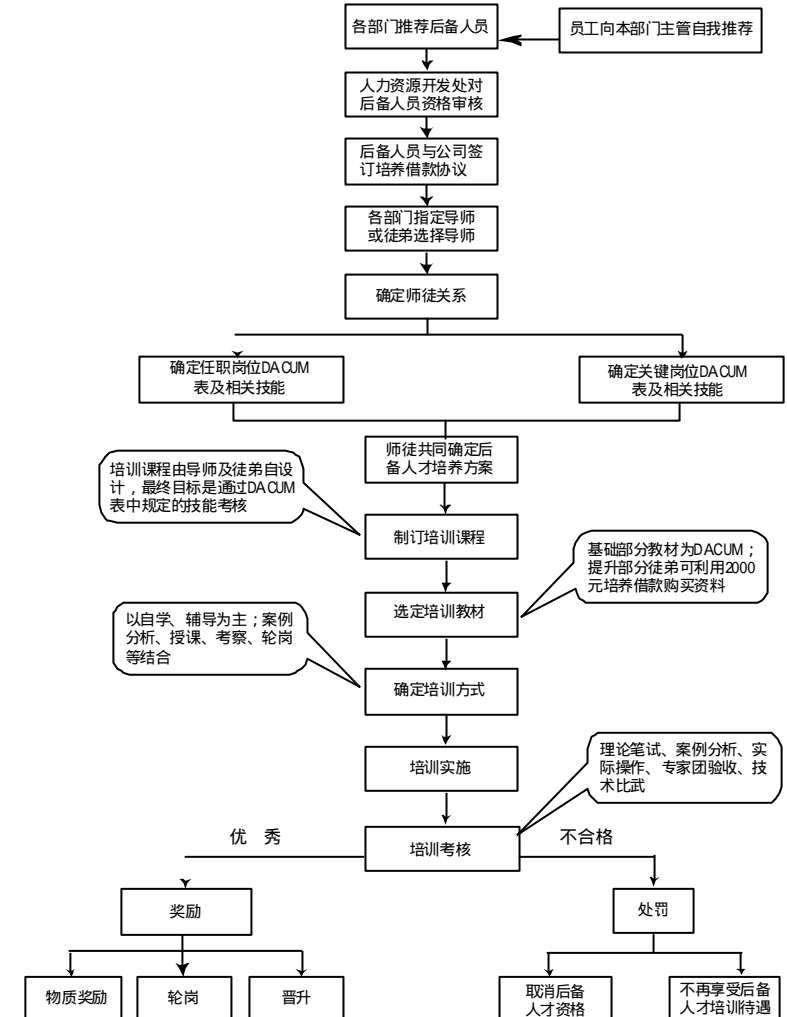 各部门推荐后备人员
员工向本部门主管自我推荐
人力资源开发处对
后备人员资格审核
后备人员与公司签
订培养借款协议
各部门指定导师
或徒弟选择导师
确定师徒关系
确定任职岗位DACUM
表及相关技能
确定关键岗位DACUM
表及相关技能
师徒共同确定后
备人才培养方案
培训课程由导师及徒弟自设
计，最终目标是通过DACUM
表中规定的技能考核
制订培训课程
基础部分教材为DACUM；
提升部分徒弟可利用2000
元培养借款购买资料
选定培训教材
以自学、辅导为主；案例
分析、授课、考察、轮岗
等结合
确定培训方式
培训实施
理论笔试、案例分析、实
际操作、专家团验收、技
术比武
培训考核
优 秀
不合格
奖励
处罚
物质奖励
轮岗
晋升
取消后备
人才资格
不再享受后备
人才培训待遇